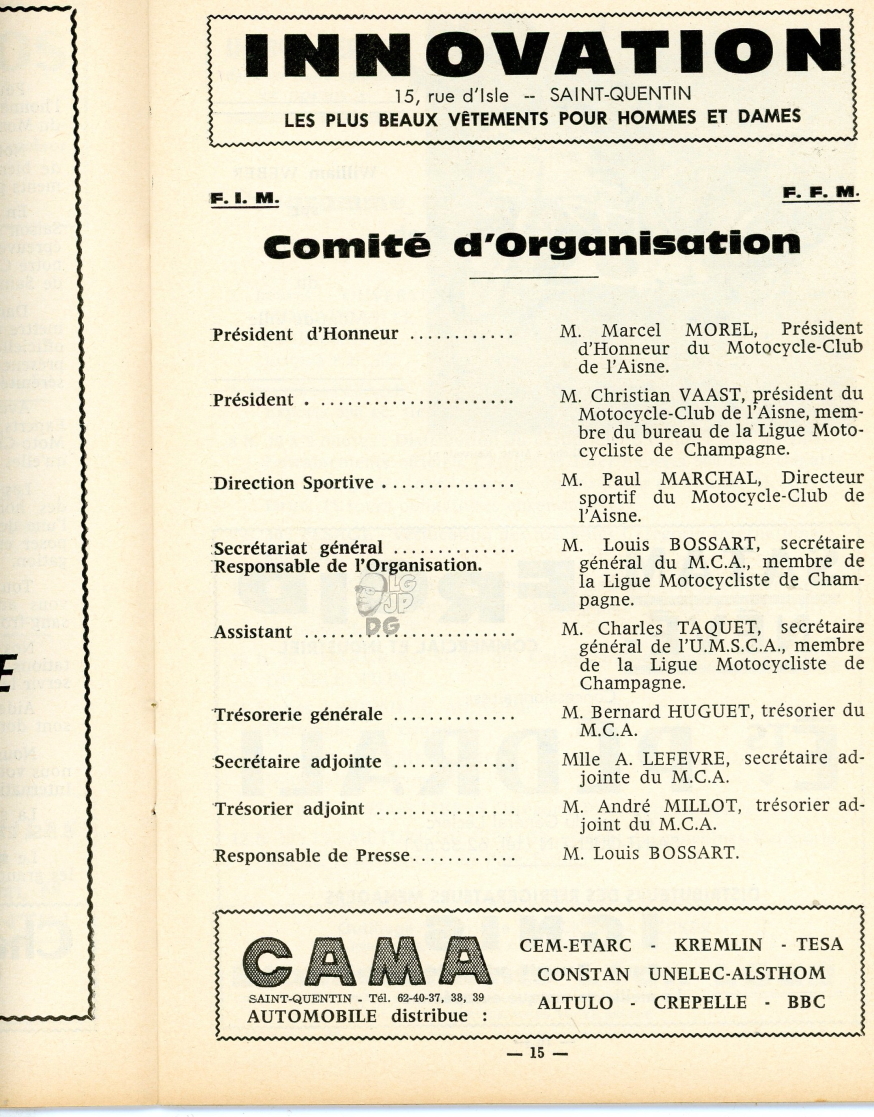 INNOVATION
15, rue d'Isle -- SAINT-QUENTIN
LES PLUS BEAUX VÊTEMENTS POUR HOMMES ET DAMES
F. I. M.
F. F. M.
Comité d'Organisation
Président d'Honneur ............
M. Marcel MOREL, Président
d'Honneur du Motocycle-Club
de l'Aisne.
Président . ......................
M. Christian VAAST, président du
Motocycle-Club de l'Aisne, mem-
bre du bureau de la Ligue Moto-
cycliste de Champagne.
Direction Sportive ...............
M. Paul MARCHAL, Directeur
sportif du Motocycle-Club de
l'Aisne.
Secrétariat général ..............
Responsable de l'Organisation.
M. Louis BOSSART, secrétaire
général du M.C.A., membre de
la Ligue Motocycliste de Cham-
pagne.
LG
JP
DG
Assistant ........................
M. Charles TAQUET, secrétaire
général de l'U.M.S.C.A., membre
de la Ligue Motocycliste de
Champagne.
Trésorerie générale ..............
M. Bernard HUGUET, trésorier du
M.C.A.
Secrétaire adjointe ..............
Mlle A. LEFEVRE, secrétaire ad-
jointe du M.C.A.
Trésorier adjoint ................
M. André MILLOT, trésorier ad-
joint du M.C.A.
Responsable de Presse............
M. Louis BOSSART.
CAMA
SAINT-QUENTIN - Tél. 62-40-37, 38, 39
AUTOMOBILE distribue :
CEM-ETARC - KREMLIN - TESA
CONSTAN UNELEC-ALSTHOM
ALTULO - CREPELLE - BBC
— 15 —